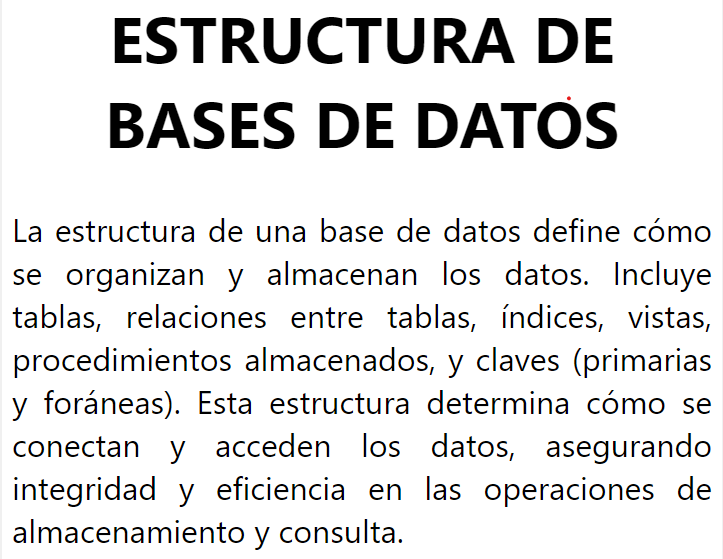 ESTRUCTURA DE
BASES DE DATOS
La estructura de una base de datos define cómo
se organizan y almacenan los datos. Incluye
tablas, relaciones entre tablas, índices, vistas,
procedimientos almacenados, y claves (primarias
y foráneas). Esta estructura determina cómo se
conectan y acceden los datos, asegurando
integridad y eficiencia en las operaciones de
almacenamiento y consulta.